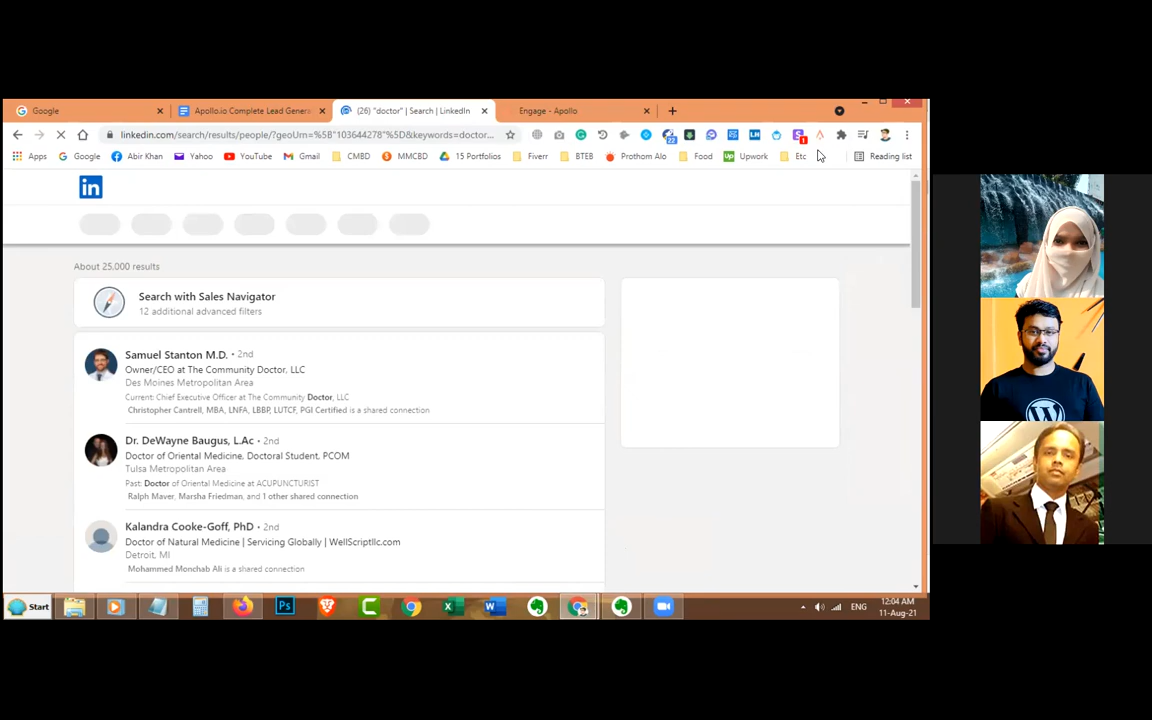 Google
Apollo.io Complete Lead Genera
(26) "doctor" | Search | LinkedIn
Engage - Apollo
linkedin.com/search/results/people/?geoUrn=%5B"103644278"%5D&keywords=doctor...
22
LH
1
Apps
Google
Abir Khan
Yahoo
YouTube
Gmail
CMBD
MMCBD
15 Portfolios
Fiverr
BTEB
Prothom Alo
Food
Up Upwork
Etc
Reading list
in
About 25,000 results
Search with Sales Navigator
12 additional advanced filters
Samuel Stanton M.D. • 2nd
Owner/CEO at The Community Doctor, LLC
Des Moines Metropolitan Area
Current: Chief Executive Officer at The Community Doctor, LLC
Christopher Cantrell, MBA, LNFA, LBBP, LUTCF, PGI Certified is a shared connection
Dr. DeWayne Baugus, L.Ac • 2nd
Doctor of Oriental Medicine, Doctoral Student, PCOM
Tulsa Metropolitan Area
Past: Doctor of Oriental Medicine at ACUPUNCTURIST
Ralph Maver, Marsha Friedman, and 1 other shared connection
Kalandra Cooke-Goff, PhD • 2nd
Doctor of Natural Medicine | Servicing Globally | WellScriptllc.com
Detroit, MI
Mohammed Monchab Ali is a shared connection
Start
Ps
ENG
12:04 AM
11-Aug-21